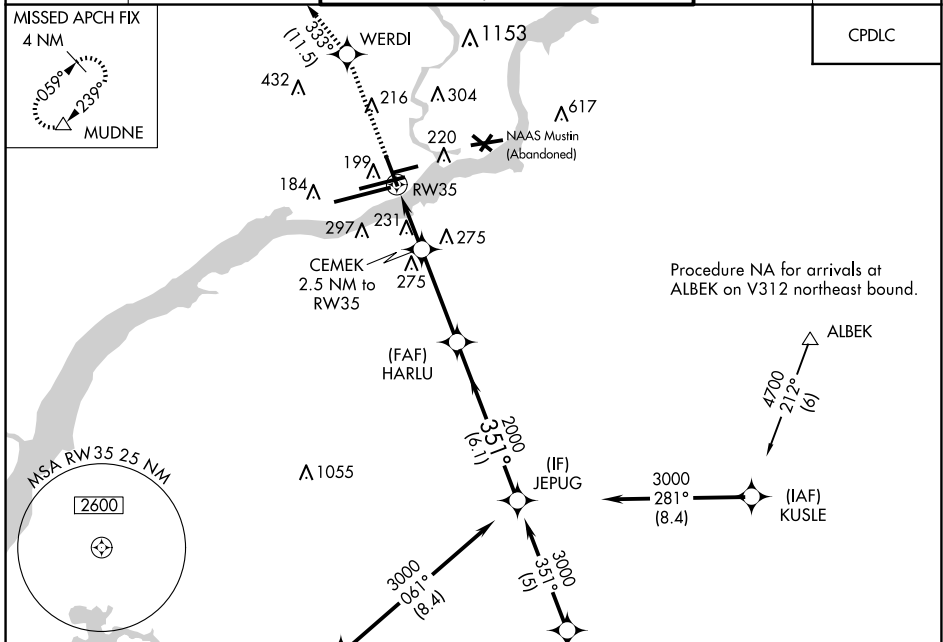 MISSED APCH FIX
4 NM
059°
239°
MUDNE
333°
(11.5)
WERDI
1153
CPDLC
432
216
304
617
220
NAAS Mustin
(Abandoned)
199
184
RW35
297
231
275
CEMEK
2.5 NM to
RW35
275
Procedure NA for arrivals at
ALBEK on V312 northeast bound.
ALBEK
(FAF)
HARLU
4700
212°
(6)
2000
351°
(6.1)
MSA RW35 25 NM
2600
1055
(IF)
JEPUG
3000
281°
(8.4)
(IAF)
KUSLE
3000
061°
(8.4)
3000
351°
(5)